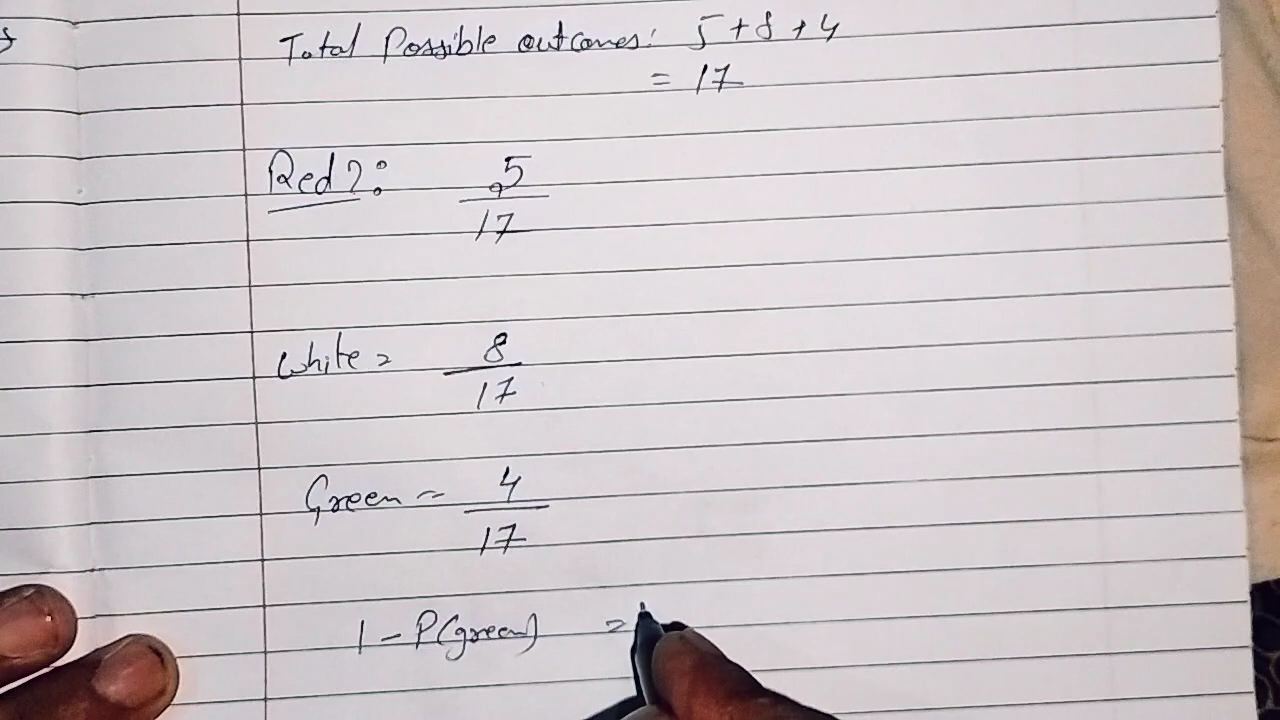 Total Possible outcomes: 5 + 8 + 4
= 17
Red?: 5
17
White = 8
17
Green = 4
17
1 - P(green) =